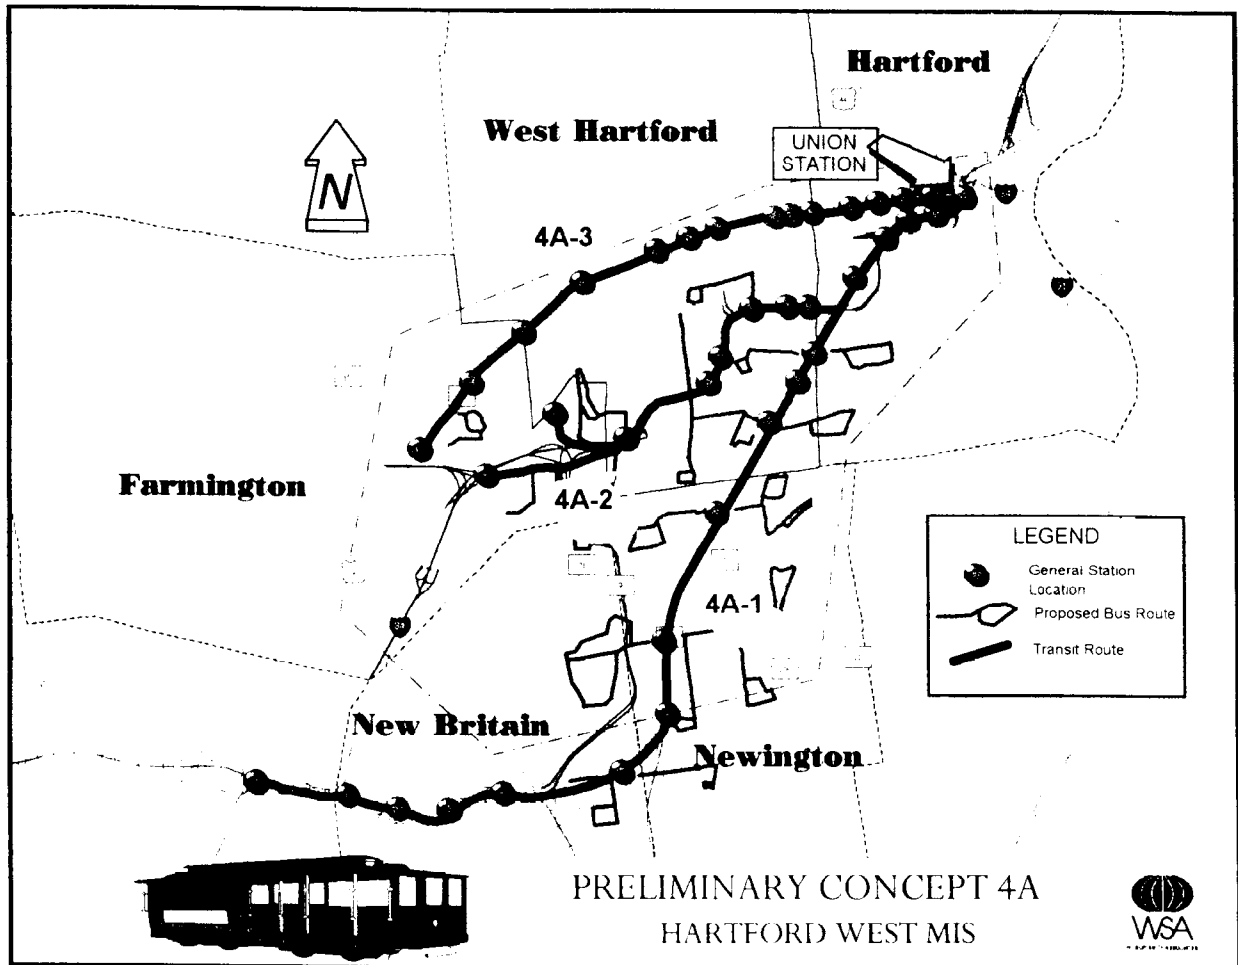 Hartford
West Hartford
UNION
STATION
N
4A-3
Farmington
4A-2
LEGEND
General Station
Location
Proposed Bus Route
Transit Route
4A-1
New Britain
Newington
PRELIMINARY CONCEPT 4A
HARTFORD WEST MIS
WSA